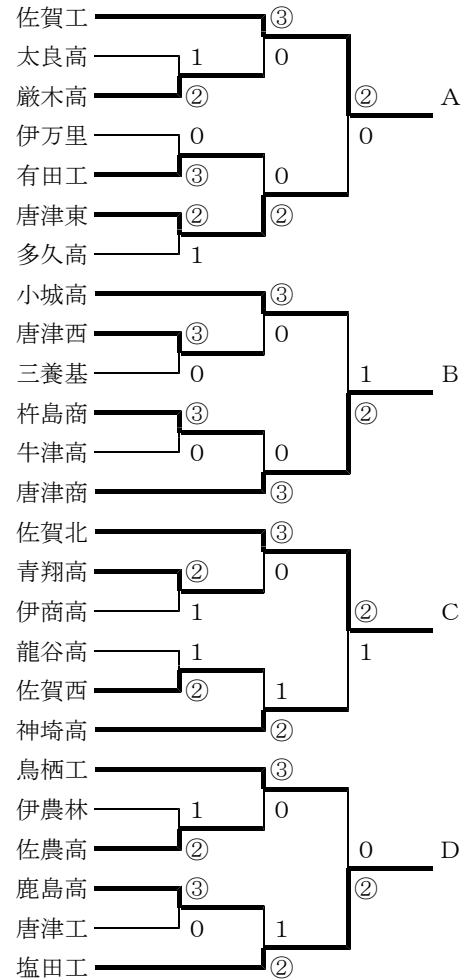 佐賀工 ③
太良高 1 0
厳木高 ② ② A
伊万里 0 0
有田工 ③ 0
唐津東 ② ②
多久高 1
小城高 ③
唐津西 ③ 0
三養基 0 1 B
杵島商 ③ ②
牛津高 0 0
唐津商 ③
佐賀北 ③
青翔高 ② 0
伊商高 1 ② C
龍谷高 1 1
佐賀西 ② 1
神埼高 ②
鳥栖工 ③
伊農林 1 0
佐農高 ② 0 D
鹿島高 ③ ②
唐津工 0 1
塩田工 ②